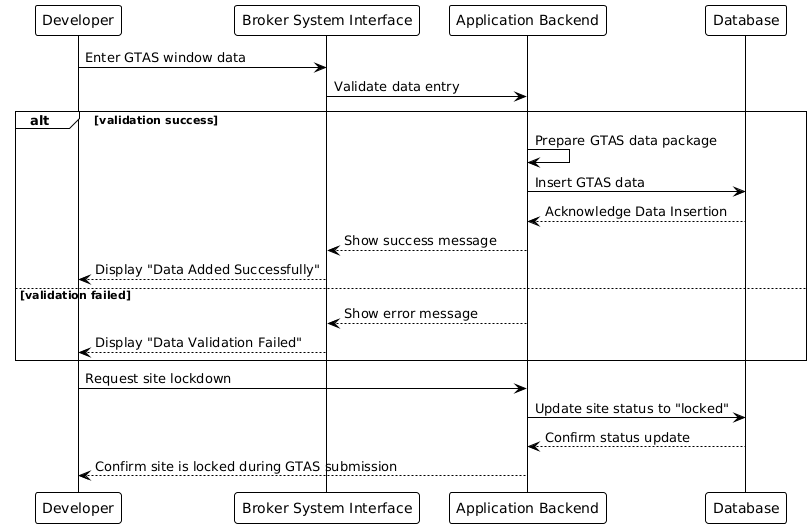 Developer
Broker System Interface
Application Backend
Database
Enter GTAS window data
Validate data entry
alt
[validation success]
Prepare GTAS data package
Insert GTAS data
Acknowledge Data Insertion
Show success message
Display "Data Added Successfully"
[validation failed]
Show error message
Display "Data Validation Failed"
Request site lockdown
Update site status to "locked"
Confirm status update
Confirm site is locked during GTAS submission
Developer
Broker System Interface
Application Backend
Database